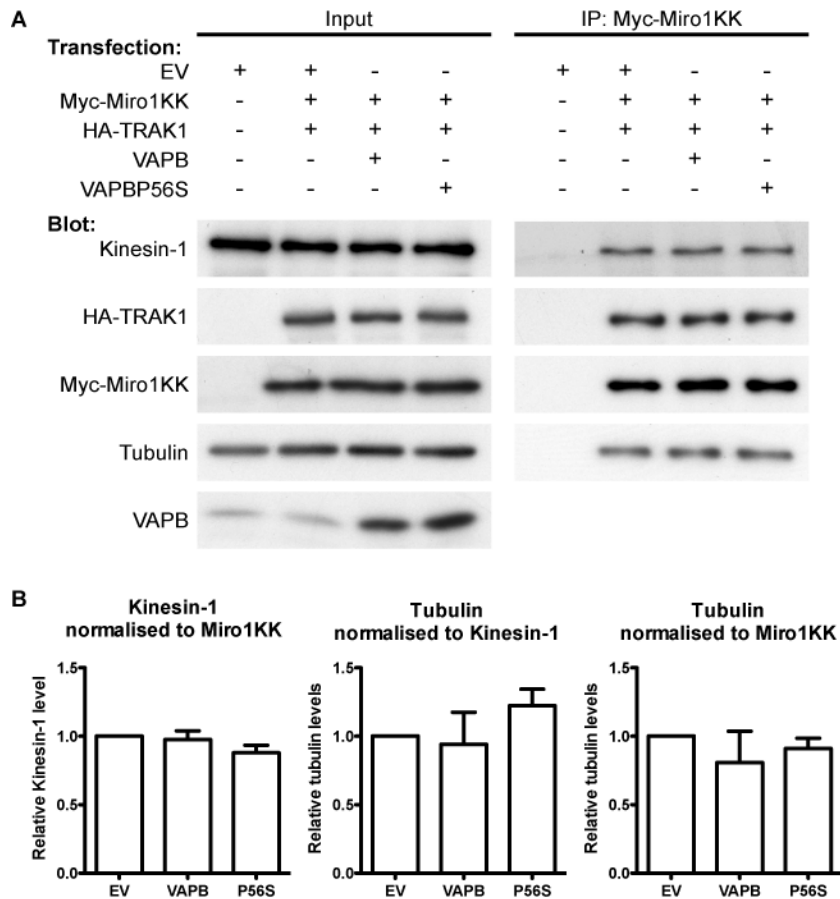 A
Input
IP: Myc-Miro1KK
Transfection:
EV + + - - + + - -
Myc-Miro1KK - + + + - + + +
HA-TRAK1 - + + + - + + +
VAPB - - + - - - + -
VAPBP56S - - - + - - - +
Blot:
Kinesin-1
HA-TRAK1
Myc-Miro1KK
Tubulin
VAPB
B
Kinesin-1
normalised to Miro1KK
Relative Kinesin-1 level
1.5
1.0
0.5
0.0
EV VAPB P56S
Tubulin
normalised to Kinesin-1
Relative tubulin levels
1.5
1.0
0.5
0.0
EV VAPB P56S
Tubulin
normalised to Miro1KK
Relative tubulin levels
1.5
1.0
0.5
0.0
EV VAPB P56S